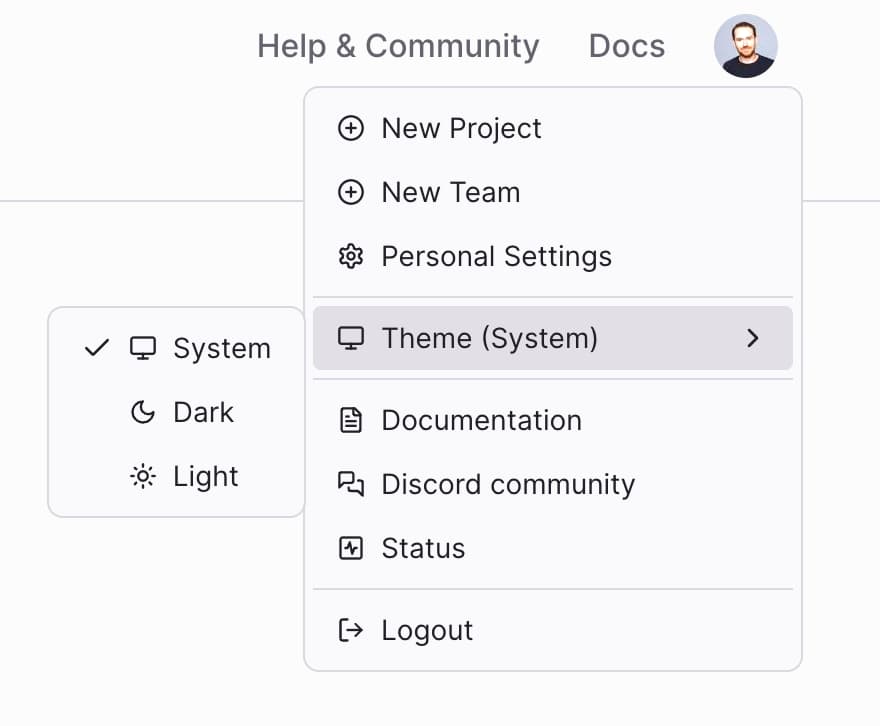 Help & Community Docs
New Project
New Team
Personal Settings
Theme (System)
System
Dark
Light
Documentation
Discord community
Status
Logout